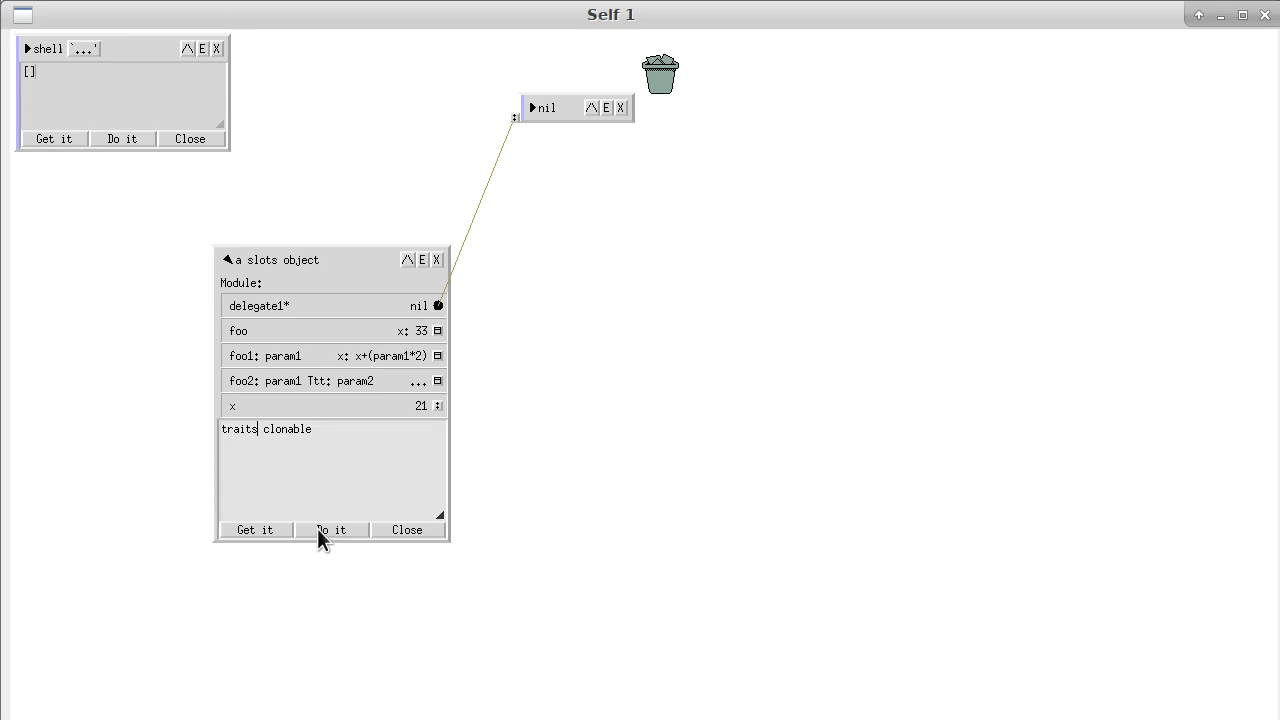 Self 1
▶shell `...' /\ E X
[]
Get it Do it Close
▶nil /\ E X
a slots object /\ E X
Module:
delegate1* nil
foo x: 33
foo1: param1 x: x+(param1*2)
foo2: param1 Ttt: param2 ...
x 21
traits clonable
Get it Do it Close